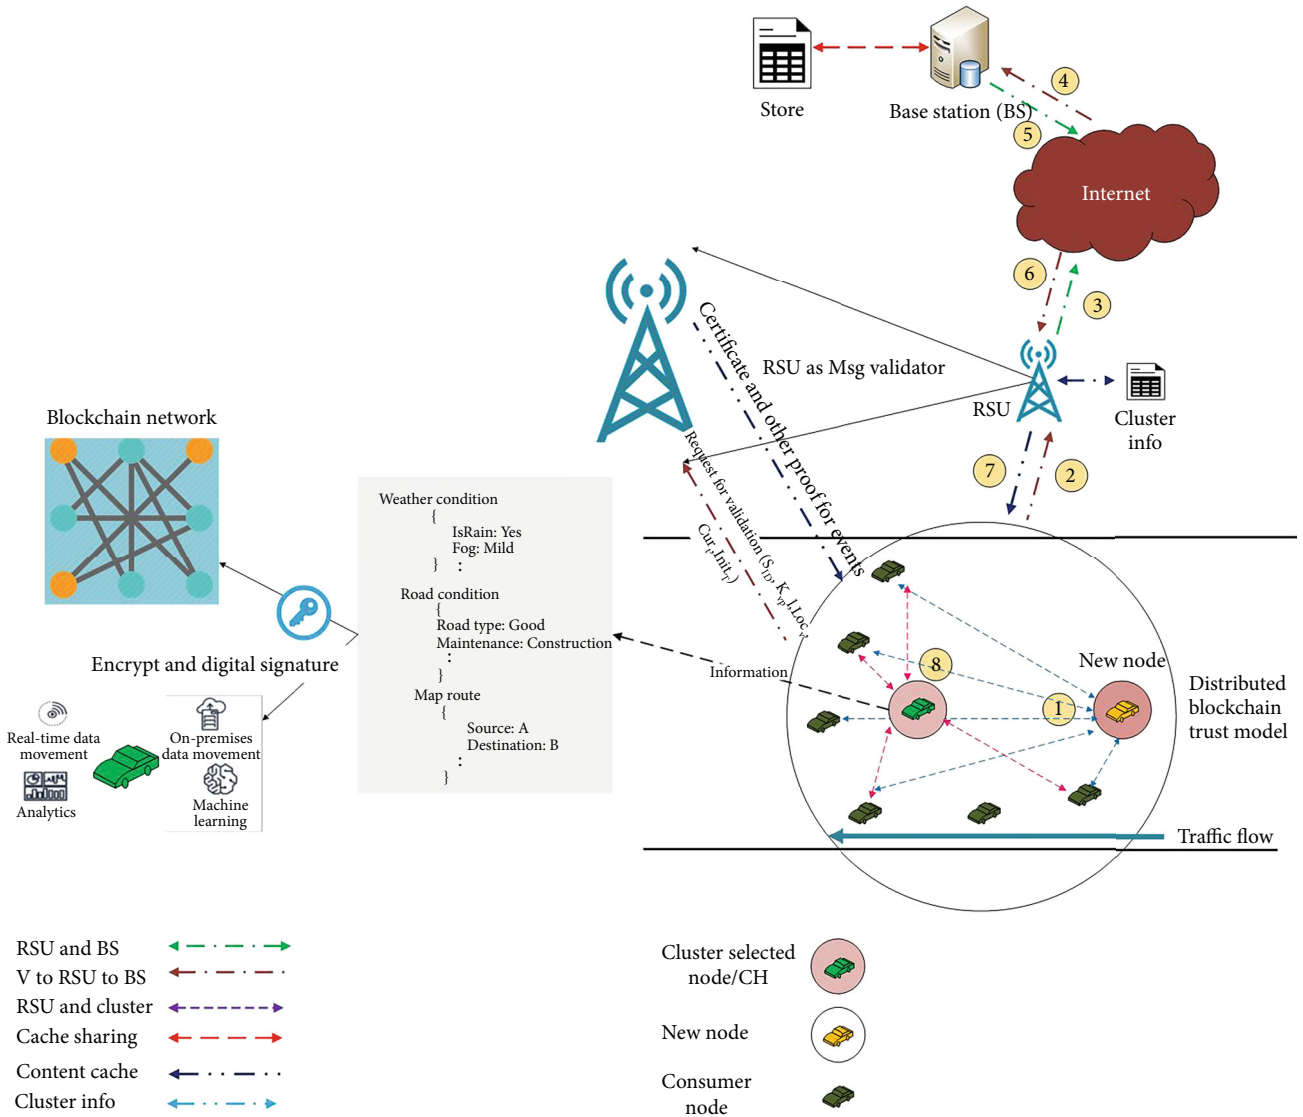 Store
Base station (BS)
4
5
Internet
6
3
RSU as Msg validator
RSU
Cluster
info
7
2
Certificate and other proof for events
Request for validation (S_ID, K_vp], Loc_v,
Cur_t, Init_T)
Blockchain network
Encrypt and digital signature
Real-time data
movement
On-premises
data movement
Analytics
Machine
learning
Weather condition
{
IsRain: Yes
Fog: Mild
} :
Road condition
{
Road type: Good
Maintenance: Construction
:
}
Map route
{
Source: A
Destination: B
:
}
Information
8
New node
1
Distributed
blockchain
trust model
Traffic flow
RSU and BS
V to RSU to BS
RSU and cluster
Cache sharing
Content cache
Cluster info
Cluster selected
node/CH
New node
Consumer
node